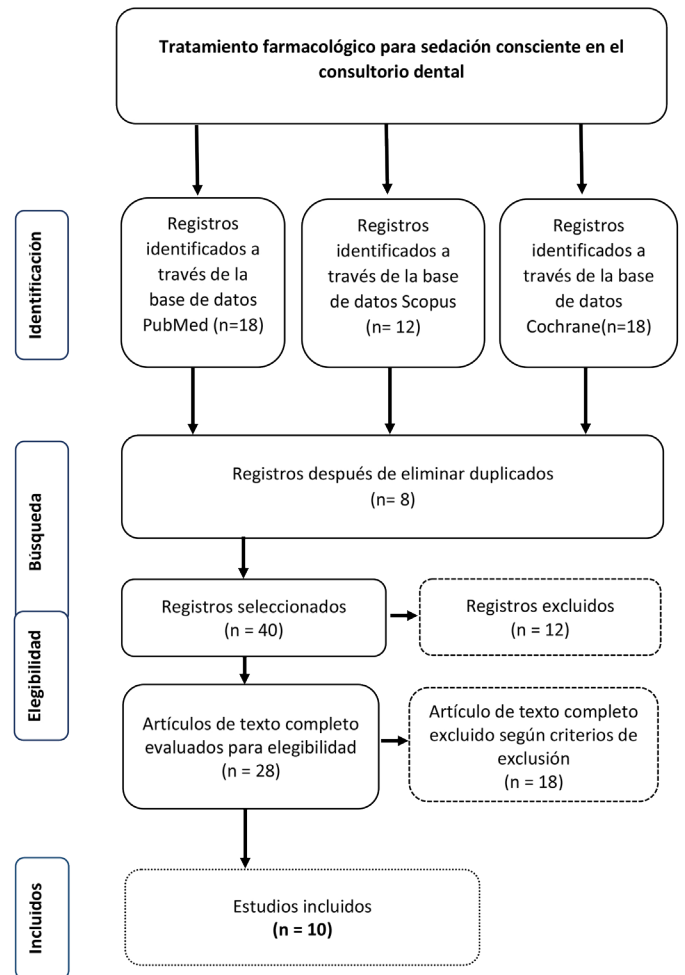 Tratamiento farmacológico para sedación consciente en el
consultorio dental
Identificación
Registros
identificados a
través de la
base de datos
PubMed (n=18)
Registros
identificados a
través de la base
de datos Scopus
(n= 12)
Registros
identificados a
través de la base
de datos
Cochrane(n=18)
Búsqueda
Registros después de eliminar duplicados
(n= 8)
Registros seleccionados
(n = 40)
Registros excluidos
(n = 12)
Elegibilidad
Artículos de texto completo
evaluados para elegibilidad
(n = 28)
Artículo de texto completo
excluido según criterios de
exclusión
(n = 18)
Incluidos
Estudios incluidos
(n = 10)